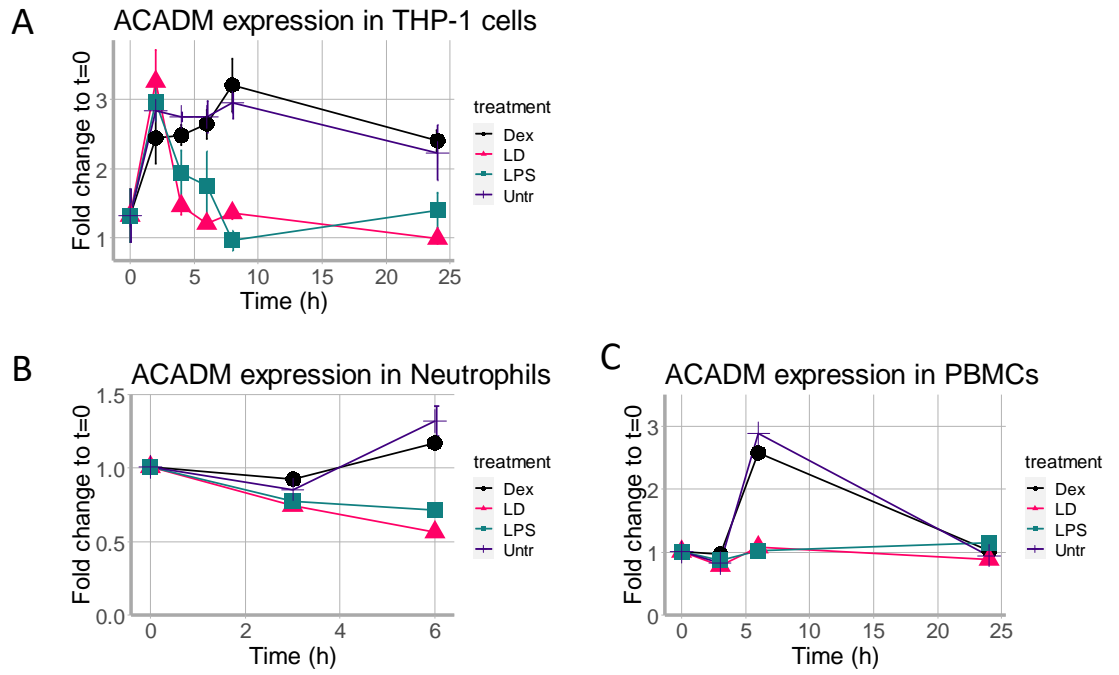 A
ACADM expression in THP-1 cells
Fold change to t=0
3
2
1
0 5 10 15 20 25
Time (h)
treatment
Dex
LD
LPS
Untr
B
ACADM expression in Neutrophils
Fold change to t=0
1.5
1.0
0.5
0.0
0 2 4 6
Time (h)
treatment
Dex
LD
LPS
Untr
C
ACADM expression in PBMCs
Fold change to t=0
3
2
1
0
0 5 10 15 20 25
Time (h)
treatment
Dex
LD
LPS
Untr